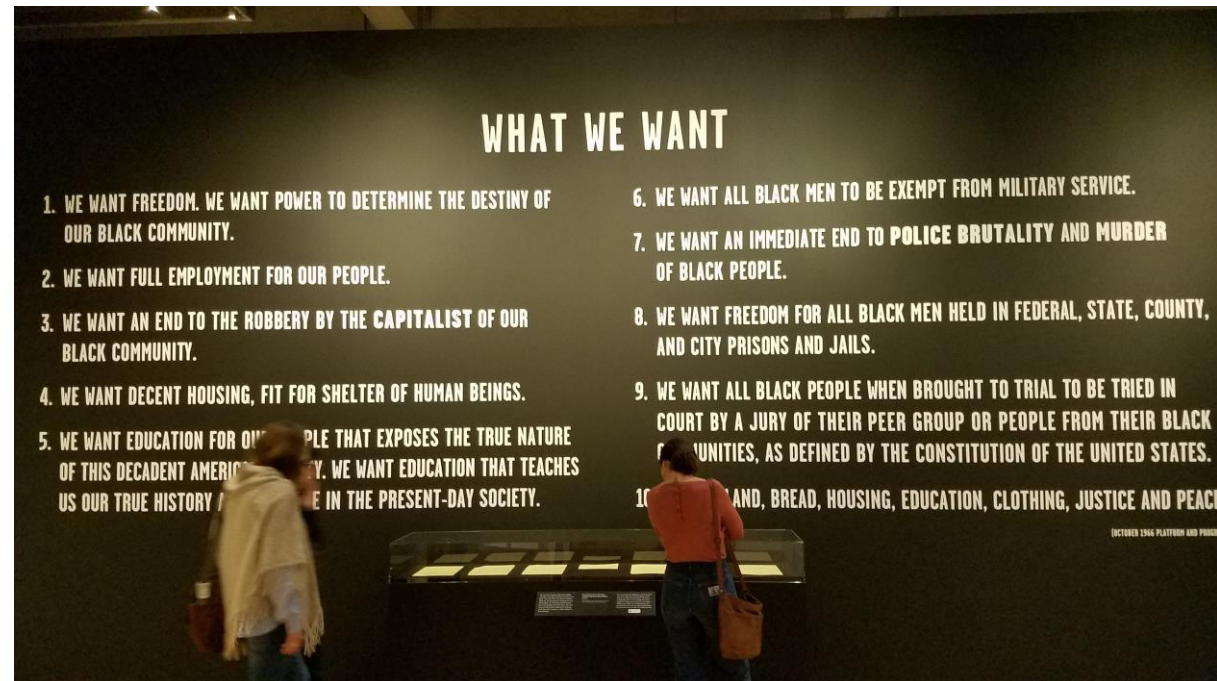 WHAT WE WANT
1. WE WANT FREEDOM. WE WANT POWER TO DETERMINE THE DESTINY OF
OUR BLACK COMMUNITY.
2. WE WANT FULL EMPLOYMENT FOR OUR PEOPLE.
3. WE WANT AN END TO THE ROBBERY BY THE CAPITALIST OF OUR
BLACK COMMUNITY.
4. WE WANT DECENT HOUSING, FIT FOR SHELTER OF HUMAN BEINGS.
5. WE WANT EDUCATION FOR THAT EXPOSES THE TRUE NATURE
OF THIS DECADENT WE WANT EDUCATION THAT TEACHES
US OUR TRUE HISTORY IN THE PRESENT-DAY SOCIETY.
6. WE WANT ALL BLACK MEN TO BE EXEMPT FROM MILITARY SERVICE.
7. WE WANT AN IMMEDIATE END TO POLICE BRUTALITY AND MURDER
OF BLACK PEOPLE.
8. WE WANT FREEDOM FOR ALL BLACK MEN HELD IN FEDERAL, STATE, COUNTY,
AND CITY PRISONS AND JAILS.
9. WE WANT ALL BLACK PEOPLE WHEN BROUGHT TO TRIAL TO BE TRIED IN
COURT BY A JURY OF THEIR PEER GROUP OR PEOPLE FROM THEIR BLACK
AS DEFINED BY THE CONSTITUTION OF THE UNITED STATES.
BREAD, HOUSING, EDUCATION, CLOTHING, JUSTICE AND
(OCTOBER 1966 PLATFORM AND